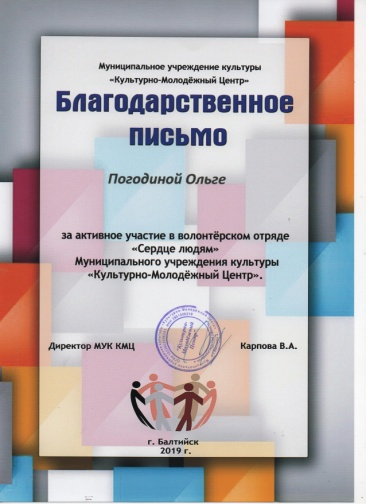 Муниципальное учреждение культуры
«Культурно-Молодёжный Центр»
Благодарственное
письмо
Погодиной Ольге
за активное участие в волонтёрском отряде
«Сердце людям»
Муниципального учреждения культуры
«Культурно-Молодёжный Центр».
Директор МУК КМЦ
Карпова В.А.
г. Балтийск
2019 г.